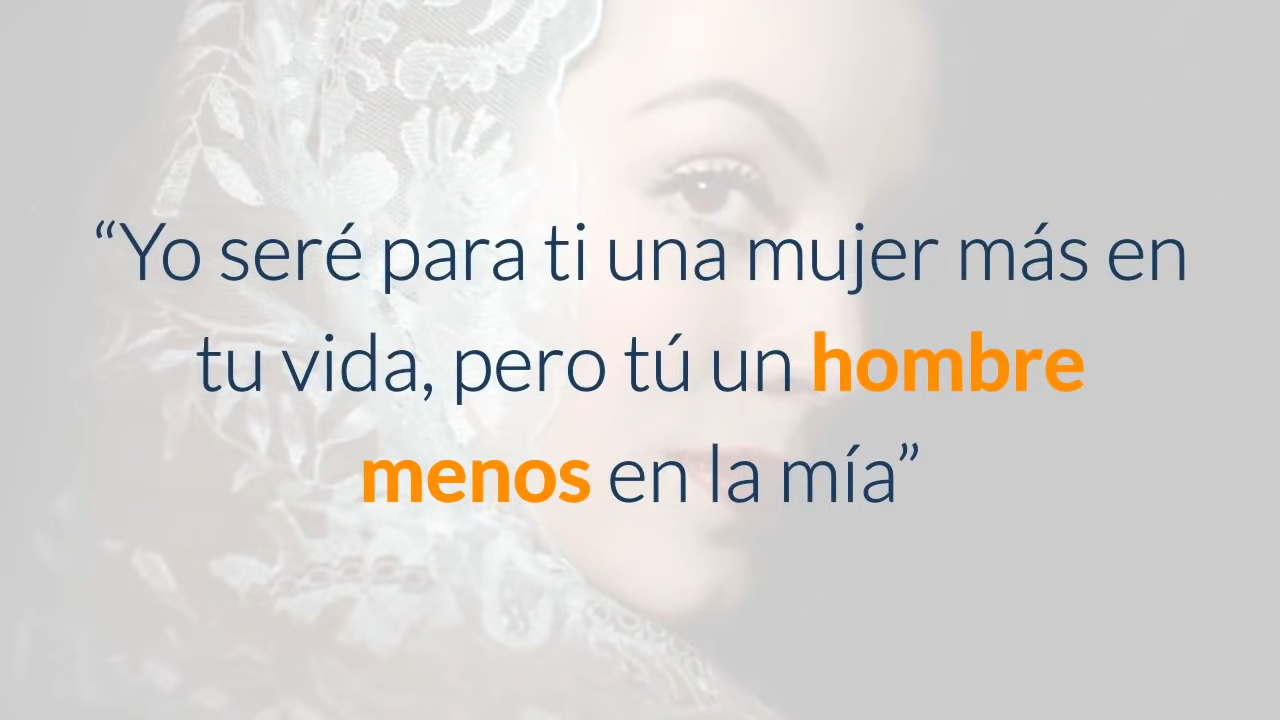 “Yo seré para ti una mujer más en
tu vida, pero tú un hombre
menos en la mía”